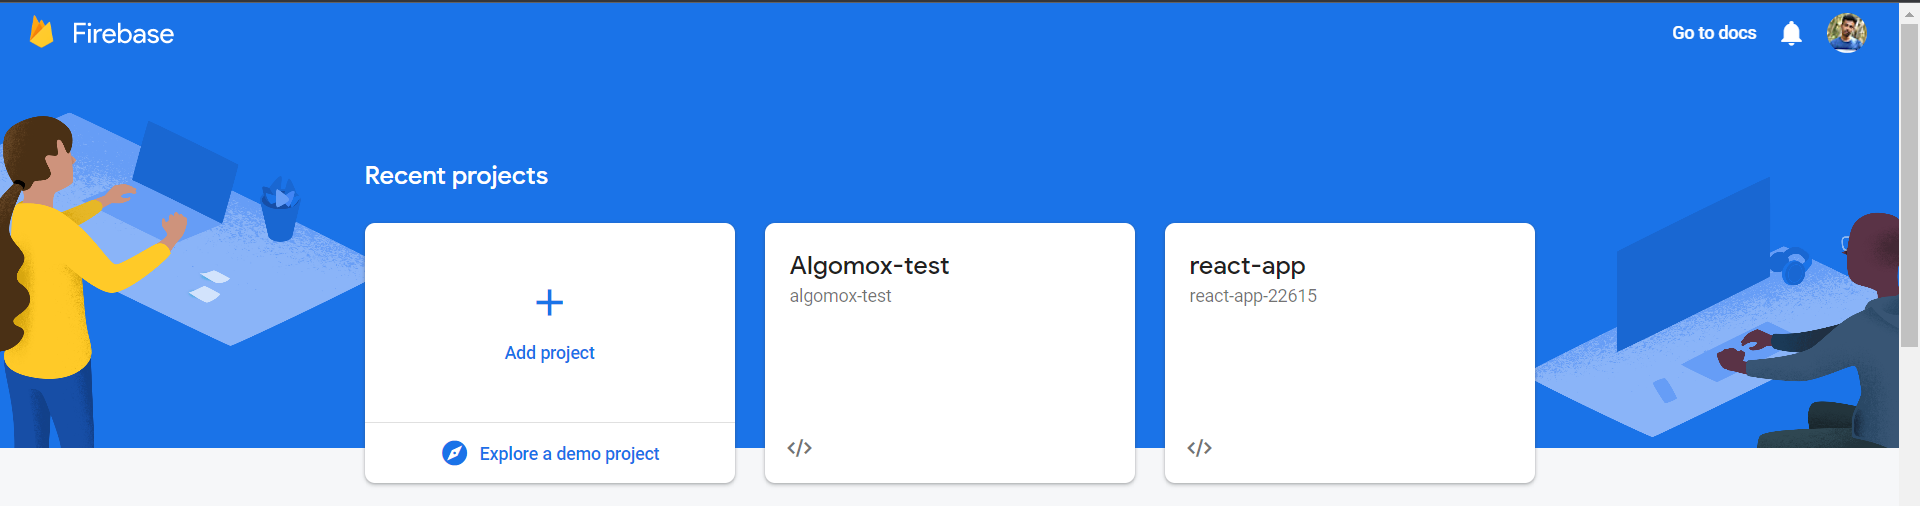 Firebase
Go to docs
Recent projects
Add project
Explore a demo project
Algomox-test
algomox-test
</>
react-app
react-app-22615
</>